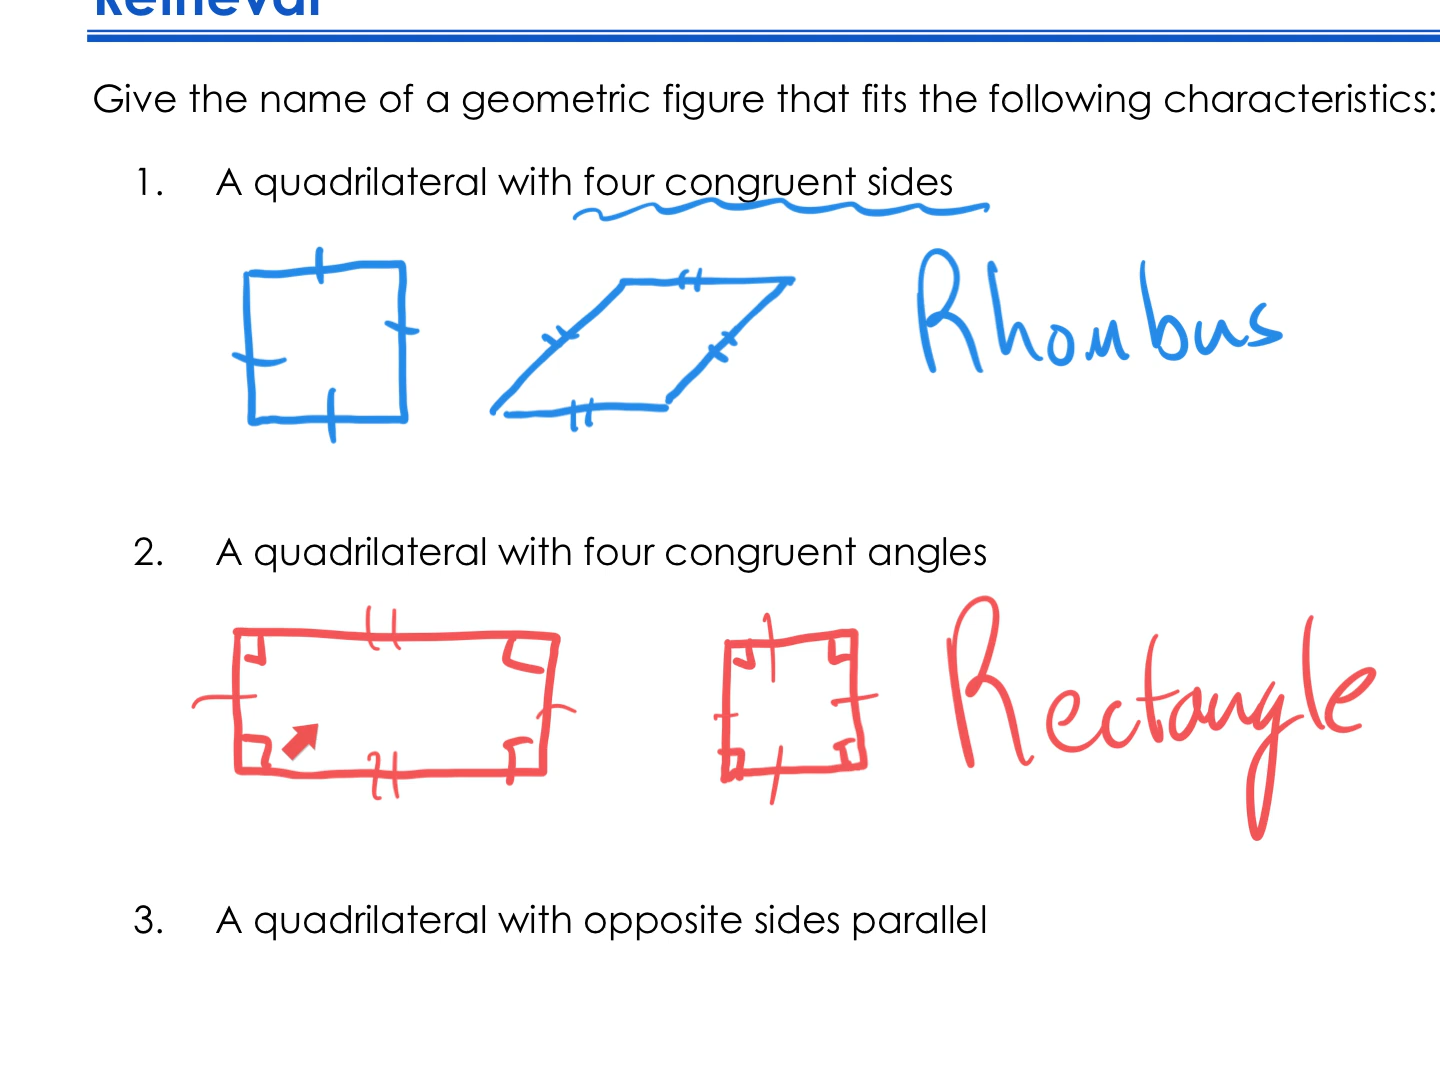 Retrieval
Give the name of a geometric figure that fits the following characteristics:
1. A quadrilateral with four congruent sides
Rhombus
2. A quadrilateral with four congruent angles
Rectangle
3. A quadrilateral with opposite sides parallel